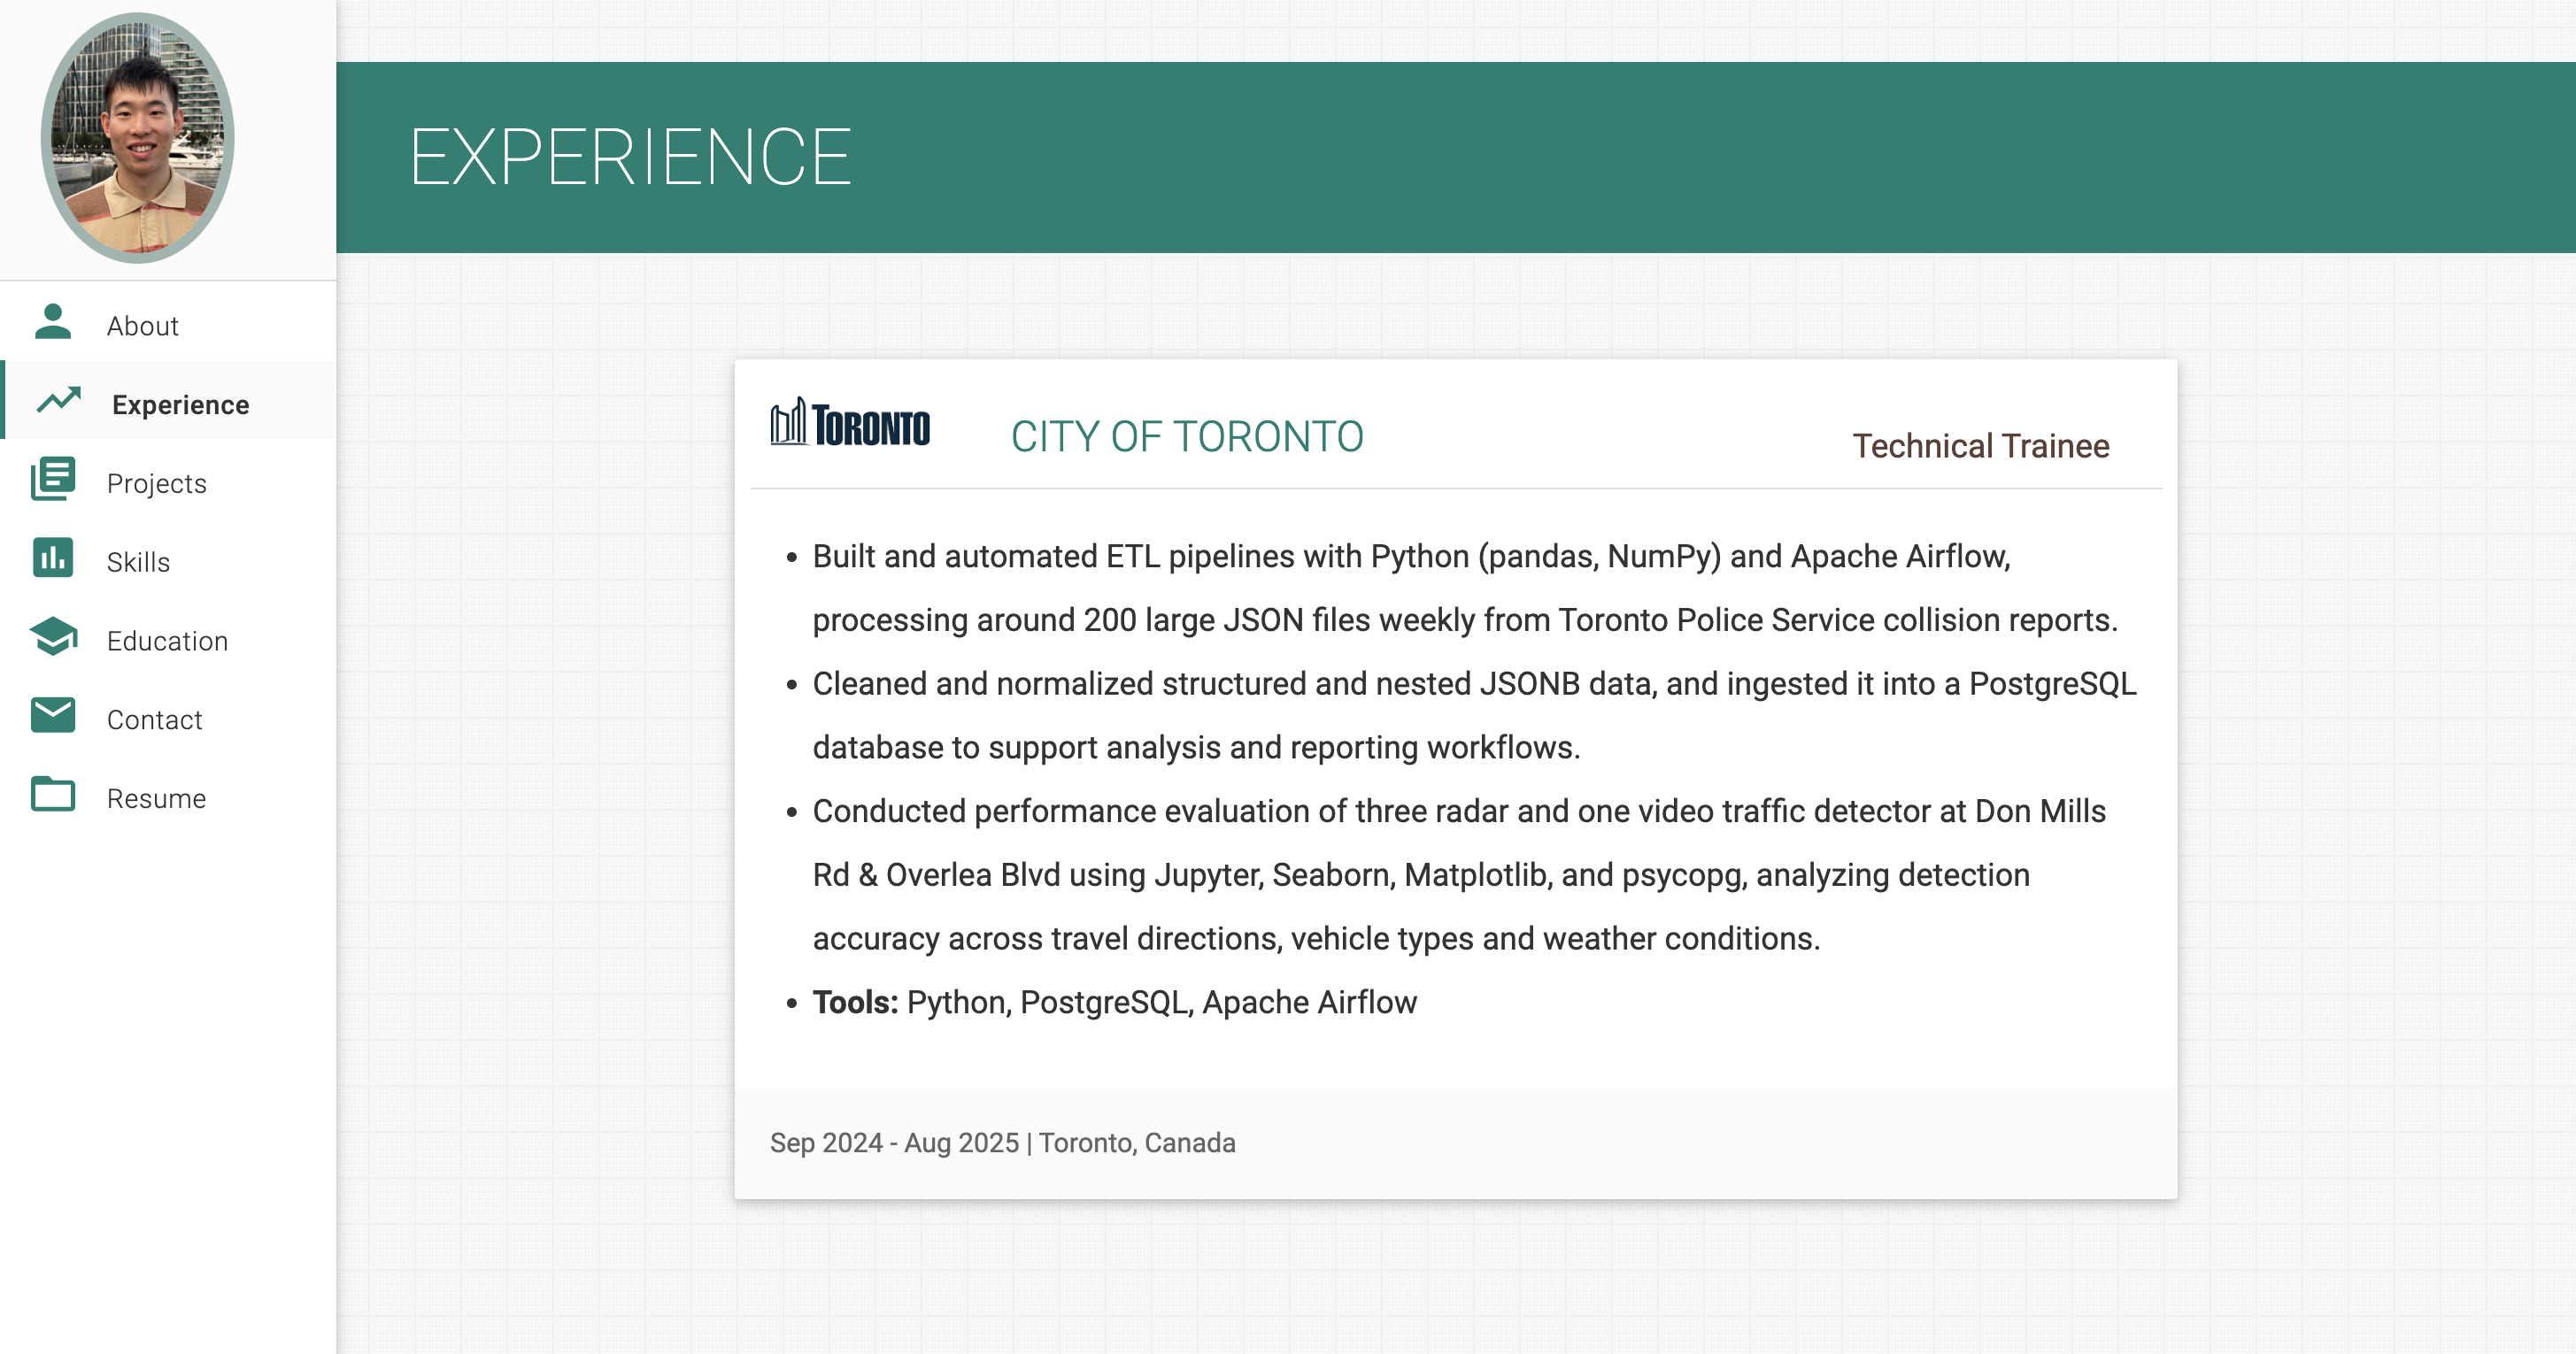 About
Experience
Projects
Skills
Education
Contact
Resume
EXPERIENCE
TORONTO
CITY OF TORONTO
Technical Trainee
Built and automated ETL pipelines with Python (pandas, NumPy) and Apache Airflow,
processing around 200 large JSON files weekly from Toronto Police Service collision reports.
Cleaned and normalized structured and nested JSONB data, and ingested it into a PostgreSQL
database to support analysis and reporting workflows.
Conducted performance evaluation of three radar and one video traffic detector at Don Mills
Rd & Overlea Blvd using Jupyter, Seaborn, Matplotlib, and psycopg, analyzing detection
accuracy across travel directions, vehicle types and weather conditions.
Tools: Python, PostgreSQL, Apache Airflow
Sep 2024 - Aug 2025 | Toronto, Canada